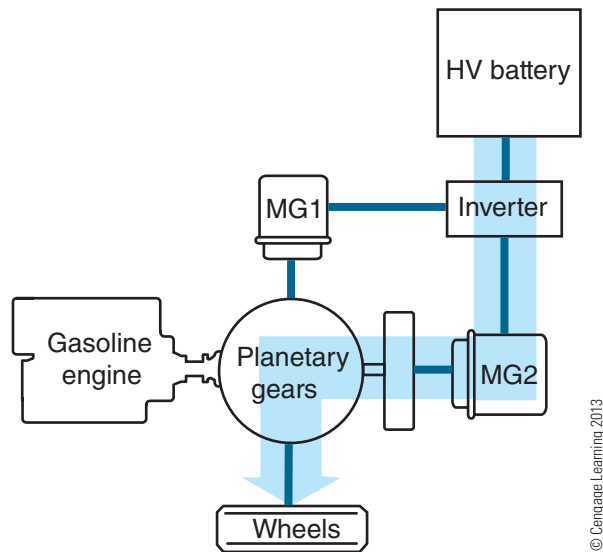 HV battery
MG1
Inverter
Gasoline
engine
Planetary
gears
MG2
Wheels
© Cengage Learning 2013